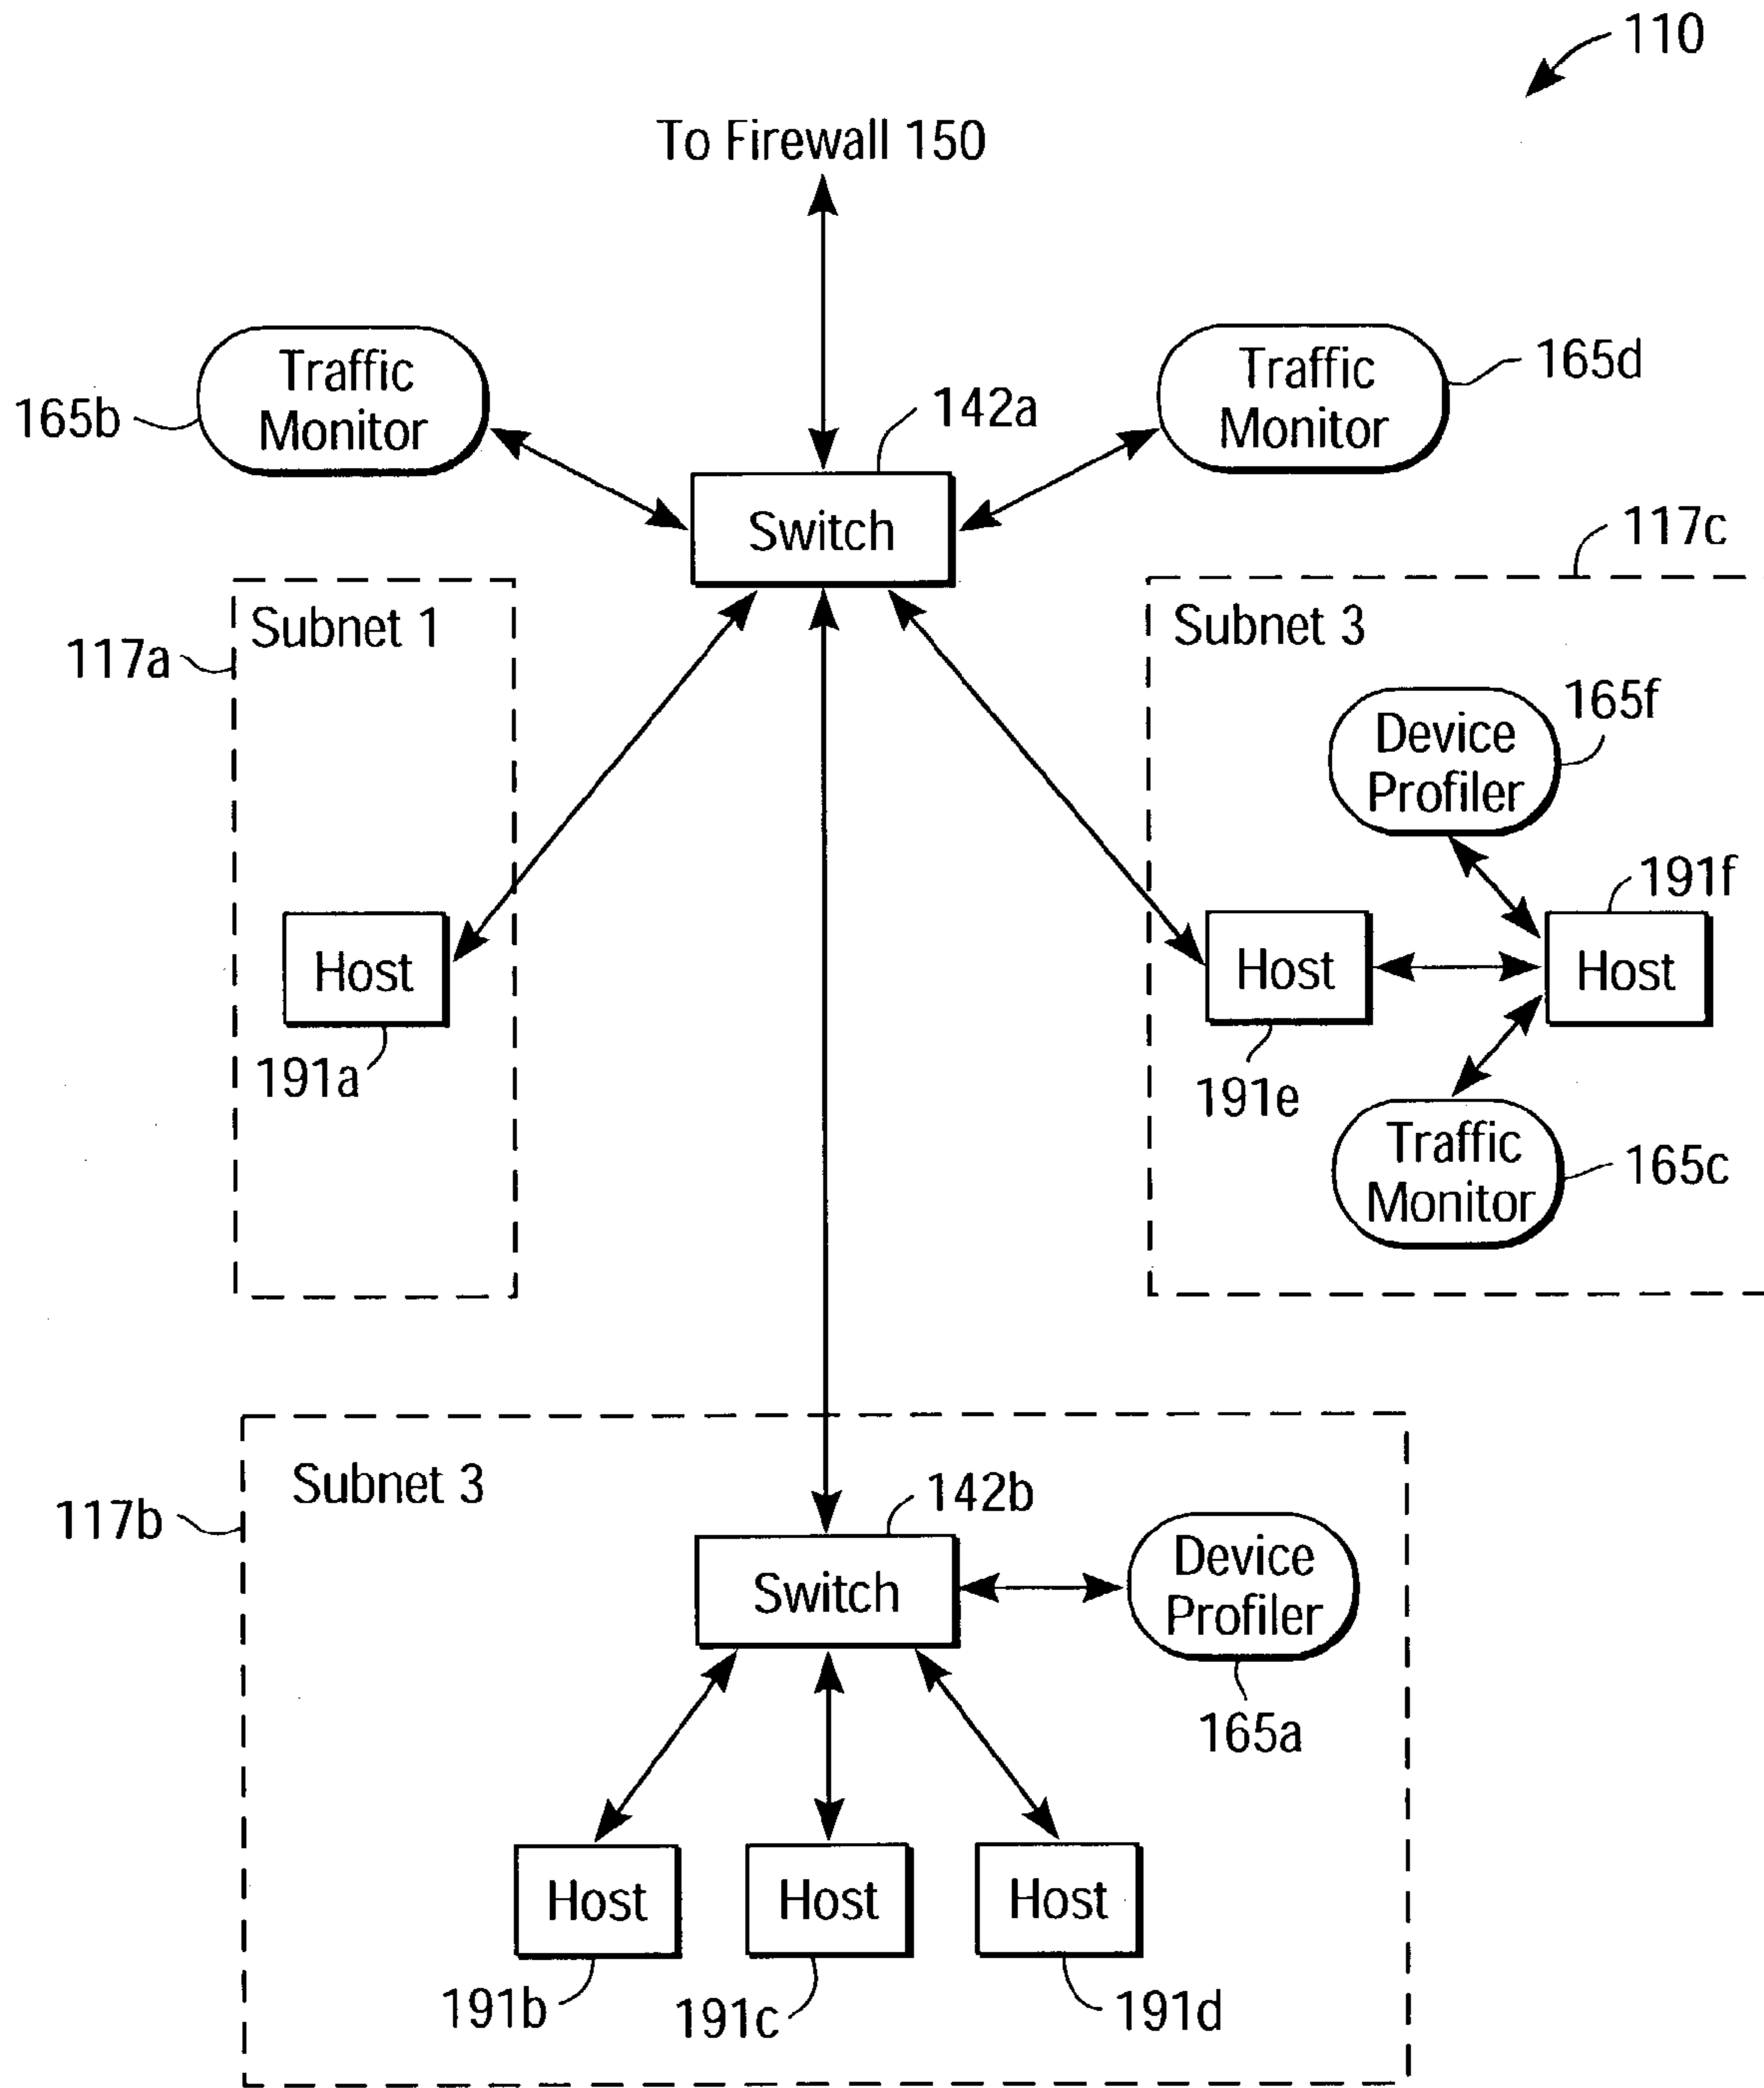 110
To Firewall 150
Traffic
Monitor
165b
142a
Traffic
Monitor
165d
Switch
117c
Subnet 1
117a
Subnet 3
Device
Profiler
165f
191f
Host
191a
Host
191e
Host
Traffic
Monitor
165c
Subnet 3
117b
142b
Switch
Device
Profiler
165a
Host
Host
Host
191b
191c
191d